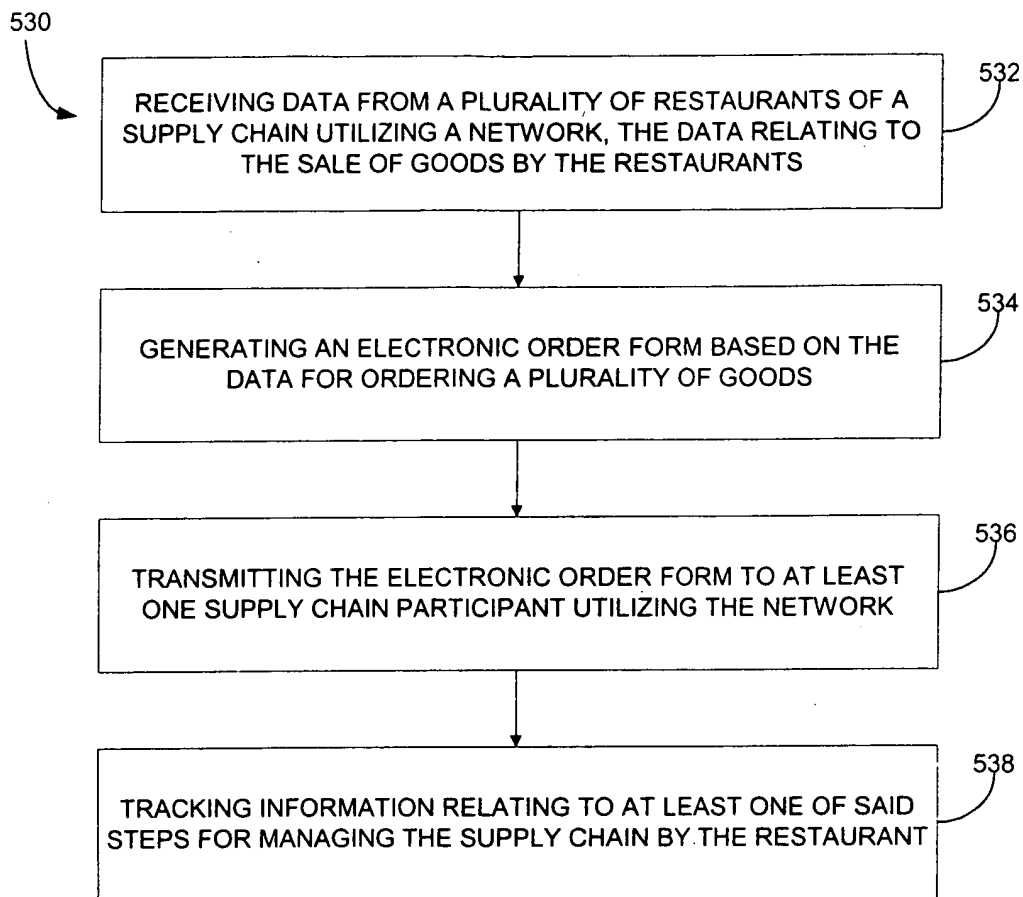 530
532
RECEIVING DATA FROM A PLURALITY OF RESTAURANTS OF A
SUPPLY CHAIN UTILIZING A NETWORK, THE DATA RELATING TO
THE SALE OF GOODS BY THE RESTAURANTS
534
GENERATING AN ELECTRONIC ORDER FORM BASED ON THE
DATA FOR ORDERING A PLURALITY OF GOODS
536
TRANSMITTING THE ELECTRONIC ORDER FORM TO AT LEAST
ONE SUPPLY CHAIN PARTICIPANT UTILIZING THE NETWORK
538
TRACKING INFORMATION RELATING TO AT LEAST ONE OF SAID
STEPS FOR MANAGING THE SUPPLY CHAIN BY THE RESTAURANT